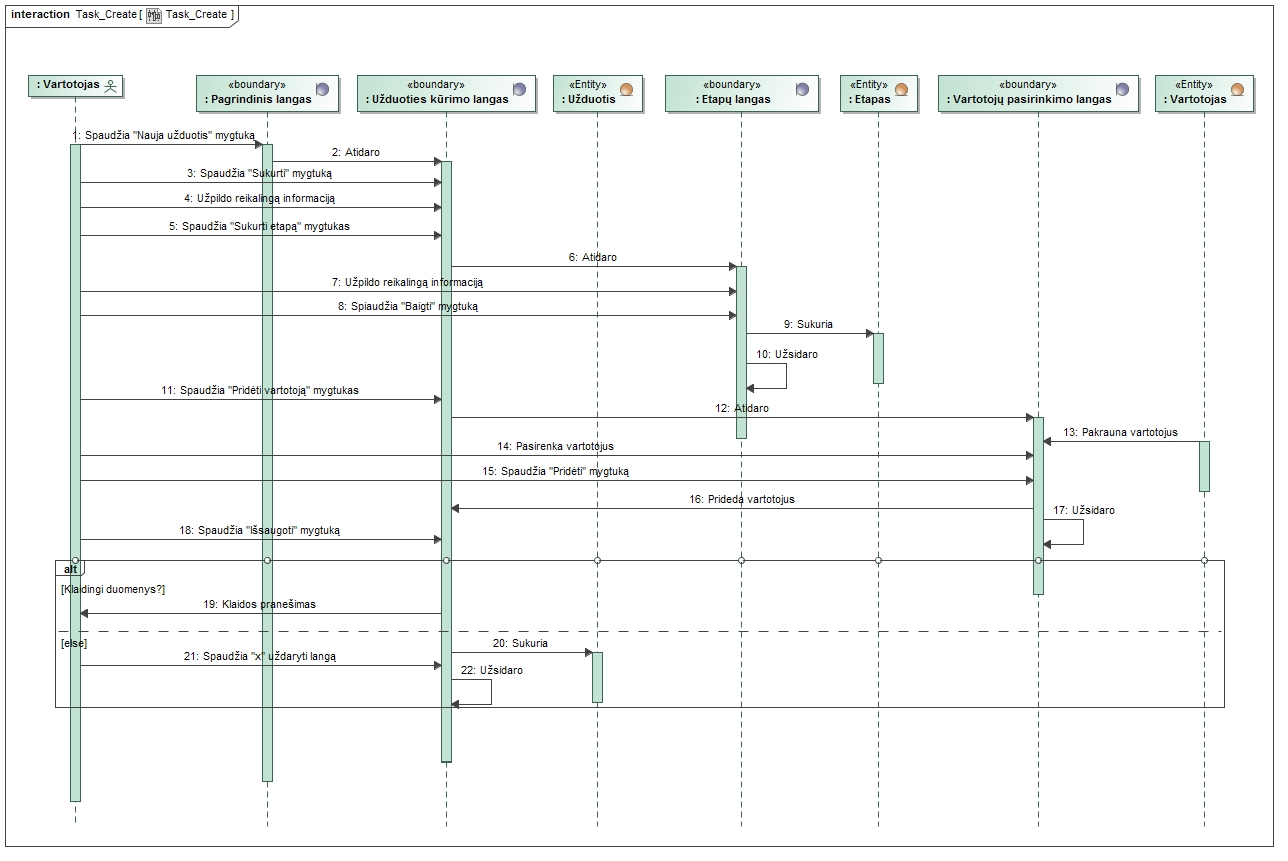 interaction Task_Create [ Task_Create ]
: Vartotojas
«boundary»
: Pagrindinis langas
«boundary»
: Užduoties kūrimo langas
«Entity»
: Užduotis
«boundary»
: Etapų langas
«Entity»
: Etapas
«boundary»
: Vartotojų pasirinkimo langas
«Entity»
: Vartotojas
1: Spaudžia "Nauja užduotis" mygtuką
2: Atidaro
3: Spaudžia "Sukurti" mygtuką
4: Užpildo reikalingą informaciją
5: Spaudžia "Sukurti etapą" mygtukas
6: Atidaro
7: Užpildo reikalingą informaciją
8: Spiaudžia "Baigti" mygtuką
9: Sukuria
10: Užsidaro
11: Spaudžia "Pridėti vartotoją" mygtukas
12: Atidaro
13: Pakrauna vartotojus
14: Pasirenka vartotojus
15: Spaudžia "Pridėti" mygtuką
16: Prideda vartotojus
17: Užsidaro
18: Spaudžia "Išsaugoti" mygtuką
alt
[Klaidingi duomenys?]
19: Klaidos pranešimas
[else]
20: Sukuria
21: Spaudžia "x" uždaryti langą
22: Užsidaro